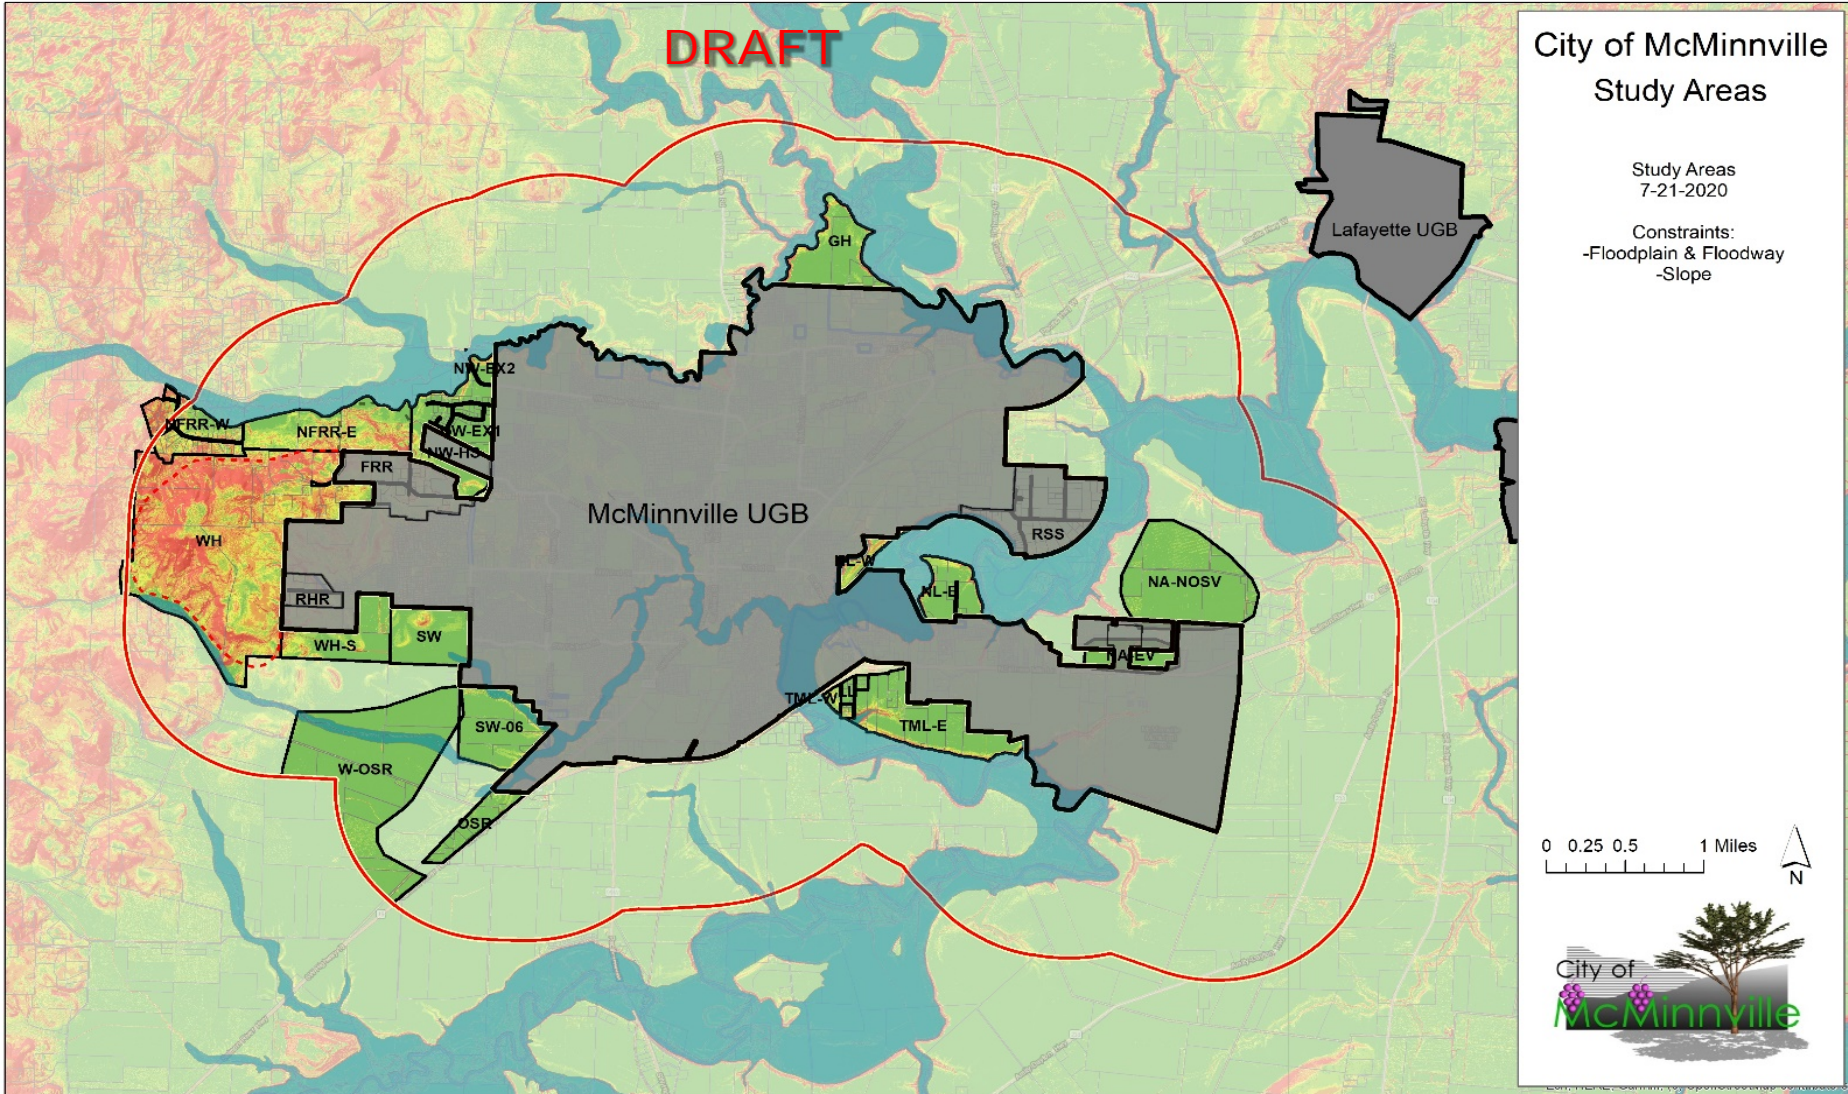 DRAFT
City of McMinnville
Study Areas
Study Areas
7-21-2020
Constraints:
-Floodplain & Floodway
-Slope
Lafayette UGB
GH
NW-EX2
NFRR-W
NFRR-E
NW-EX1
NW-HS
FRR
McMinnville UGB
WH
RSS
NL-W
NA-NOSV
NL-E
RHR
WH-S
SW
NA-EV
TML-W
LL
SW-06
TML-E
W-OSR
OSR
0 0.25 0.5 1 Miles
N
City of
McMinnville